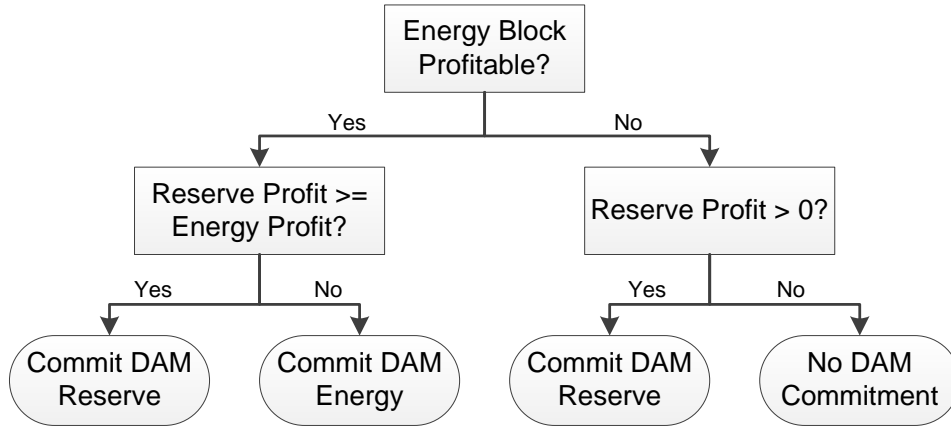 Energy Block
Profitable?
Yes
No
Reserve Profit >=
Energy Profit?
Reserve Profit > 0?
Yes
No
Yes
No
Commit DAM
Reserve
Commit DAM
Energy
Commit DAM
Reserve
No DAM
Commitment